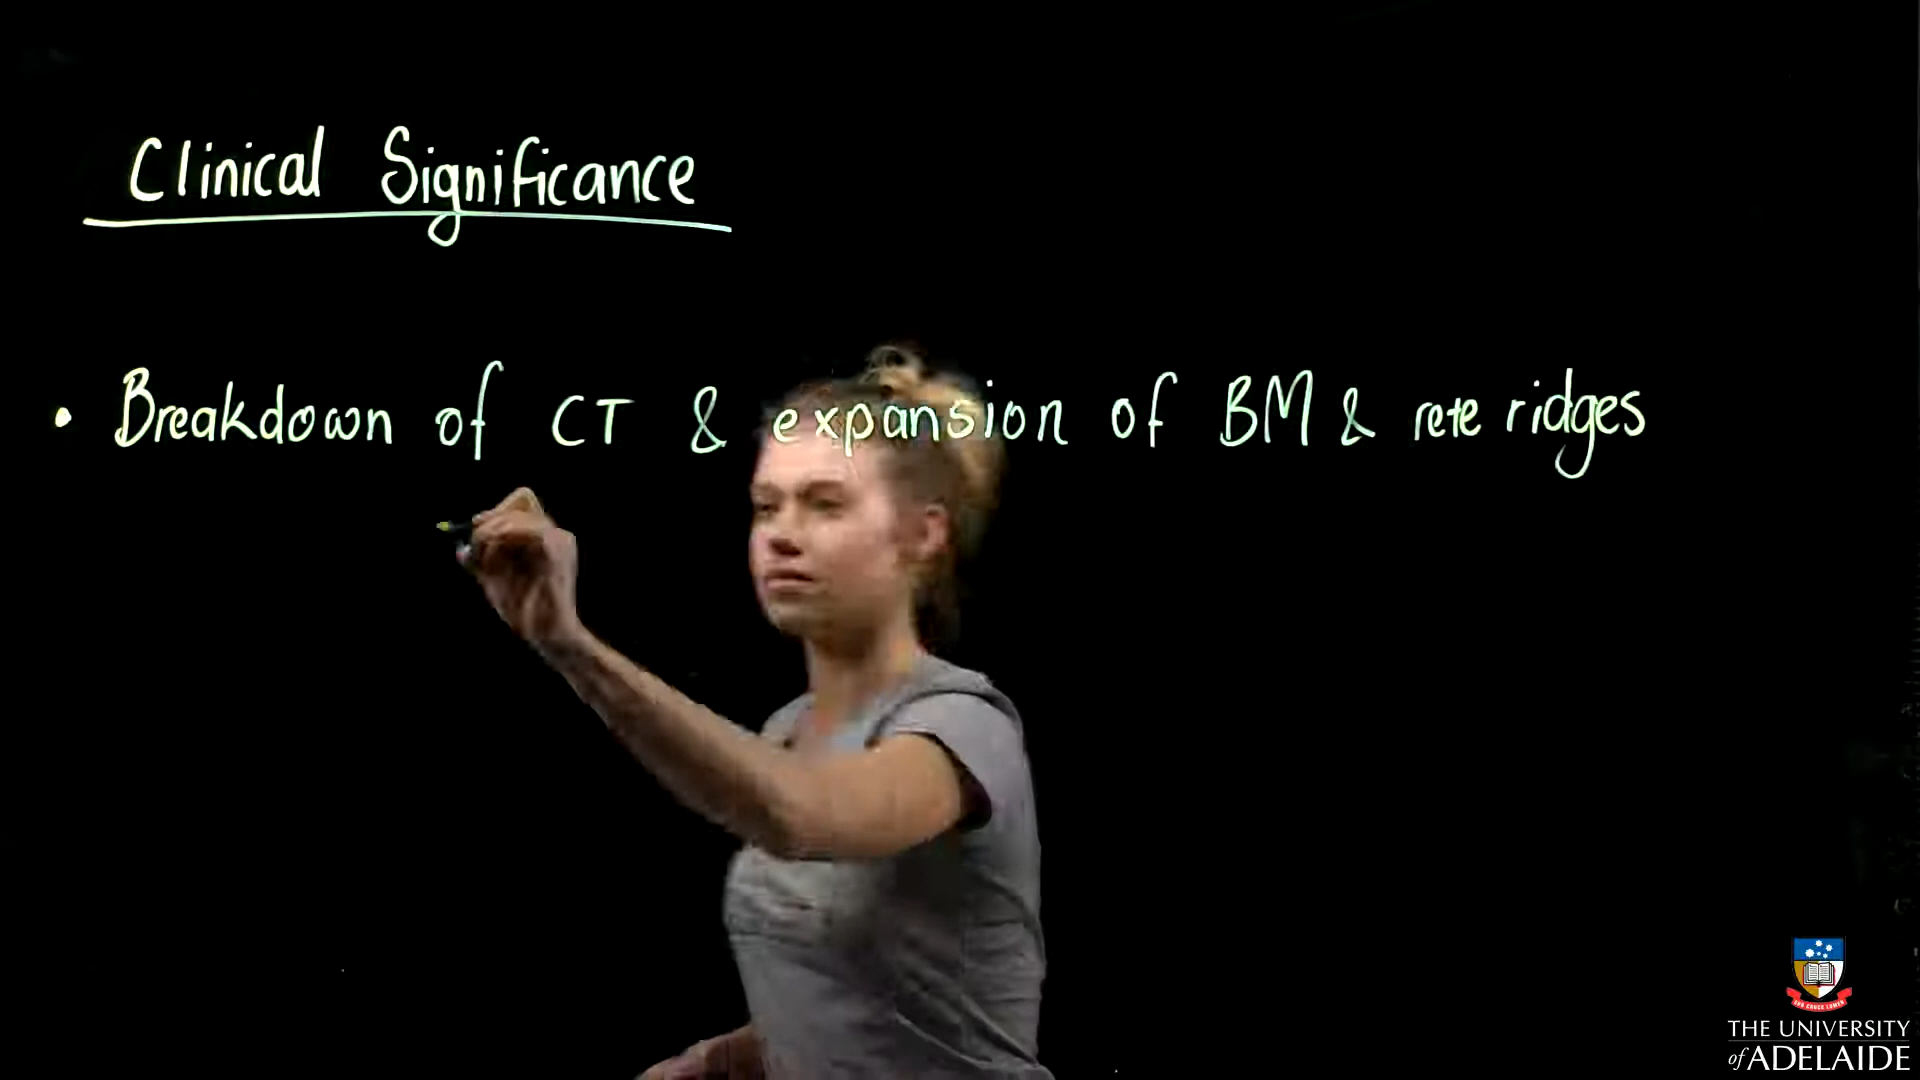 Clinical Significance
• Breakdown of CT & expansion of BM & rete ridges
THE UNIVERSITY
of ADELAIDE